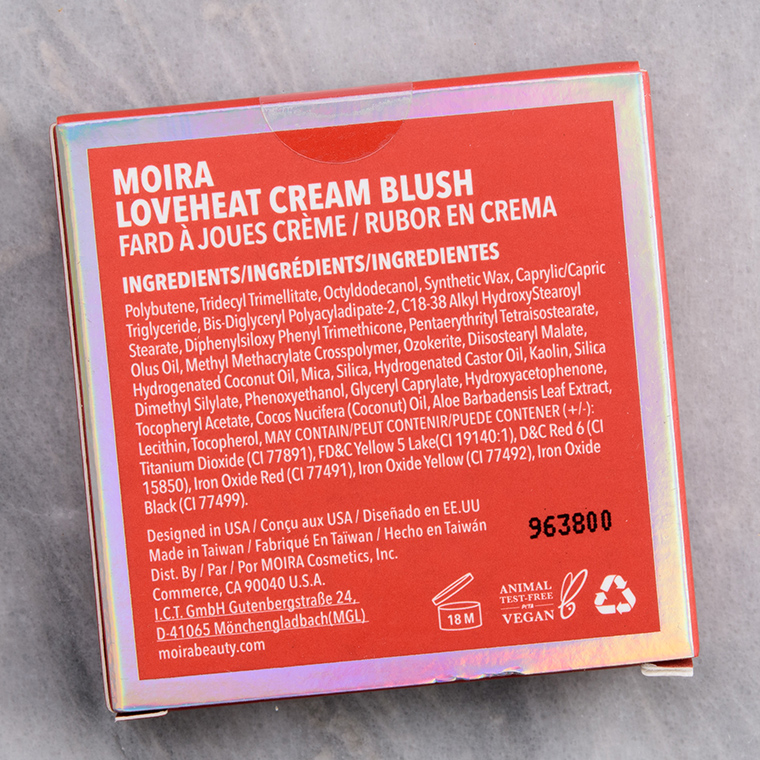 MOIRA
LOVEHEAT CREAM BLUSH
FARD À JOUES CRÈME / RUBOR EN CREMA
INGREDIENTS/INGRÉDIENTS/INGREDIENTES
Polybutene, Tridecyl Trimellitate, Octyldodecanol, Synthetic Wax, Caprylic/Capric
Triglyceride, Bis-Diglyceryl Polyacyladipate-2, C18-38 Alkyl HydroxyStearoyl
Stearate, Diphenylsiloxy Phenyl Trimethicone, Pentaerythrityl Tetraisostearate,
Olus Oil, Methyl Methacrylate Crosspolymer, Ozokerite, Diisostearyl Malate,
Hydrogenated Coconut Oil, Mica, Silica, Hydrogenated Castor Oil, Kaolin, Silica
Dimethyl Silylate, Phenoxyethanol, Glyceryl Caprylate, Hydroxyacetophenone,
Tocopheryl Acetate, Cocos Nucifera (Coconut) Oil, Aloe Barbadensis Leaf Extract,
Lecithin, Tocopherol, MAY CONTAIN/PEUT CONTENIR/PUEDE CONTENER (+/-):
Titanium Dioxide (CI 77891), FD&C Yellow 5 Lake(CI 19140:1), D&C Red 6 (CI
15850), Iron Oxide Red (CI 77491), Iron Oxide Yellow (CI 77492), Iron Oxide
Black (CI 77499).
Designed in USA / Conçu aux USA / Diseñado en EE.UU
Made in Taiwan / Fabriqué En Taïwan / Hecho en Taiwán
Dist. By / Par / Por MOIRA Cosmetics, Inc.
Commerce, CA 90040 U.S.A.
I.C.T. GmbH Gutenbergstraße 24,
D-41065 Mönchengladbach(MGL)
moirabeauty.com
963800
18 M
ANIMAL
TEST-FREE
PETA
VEGAN